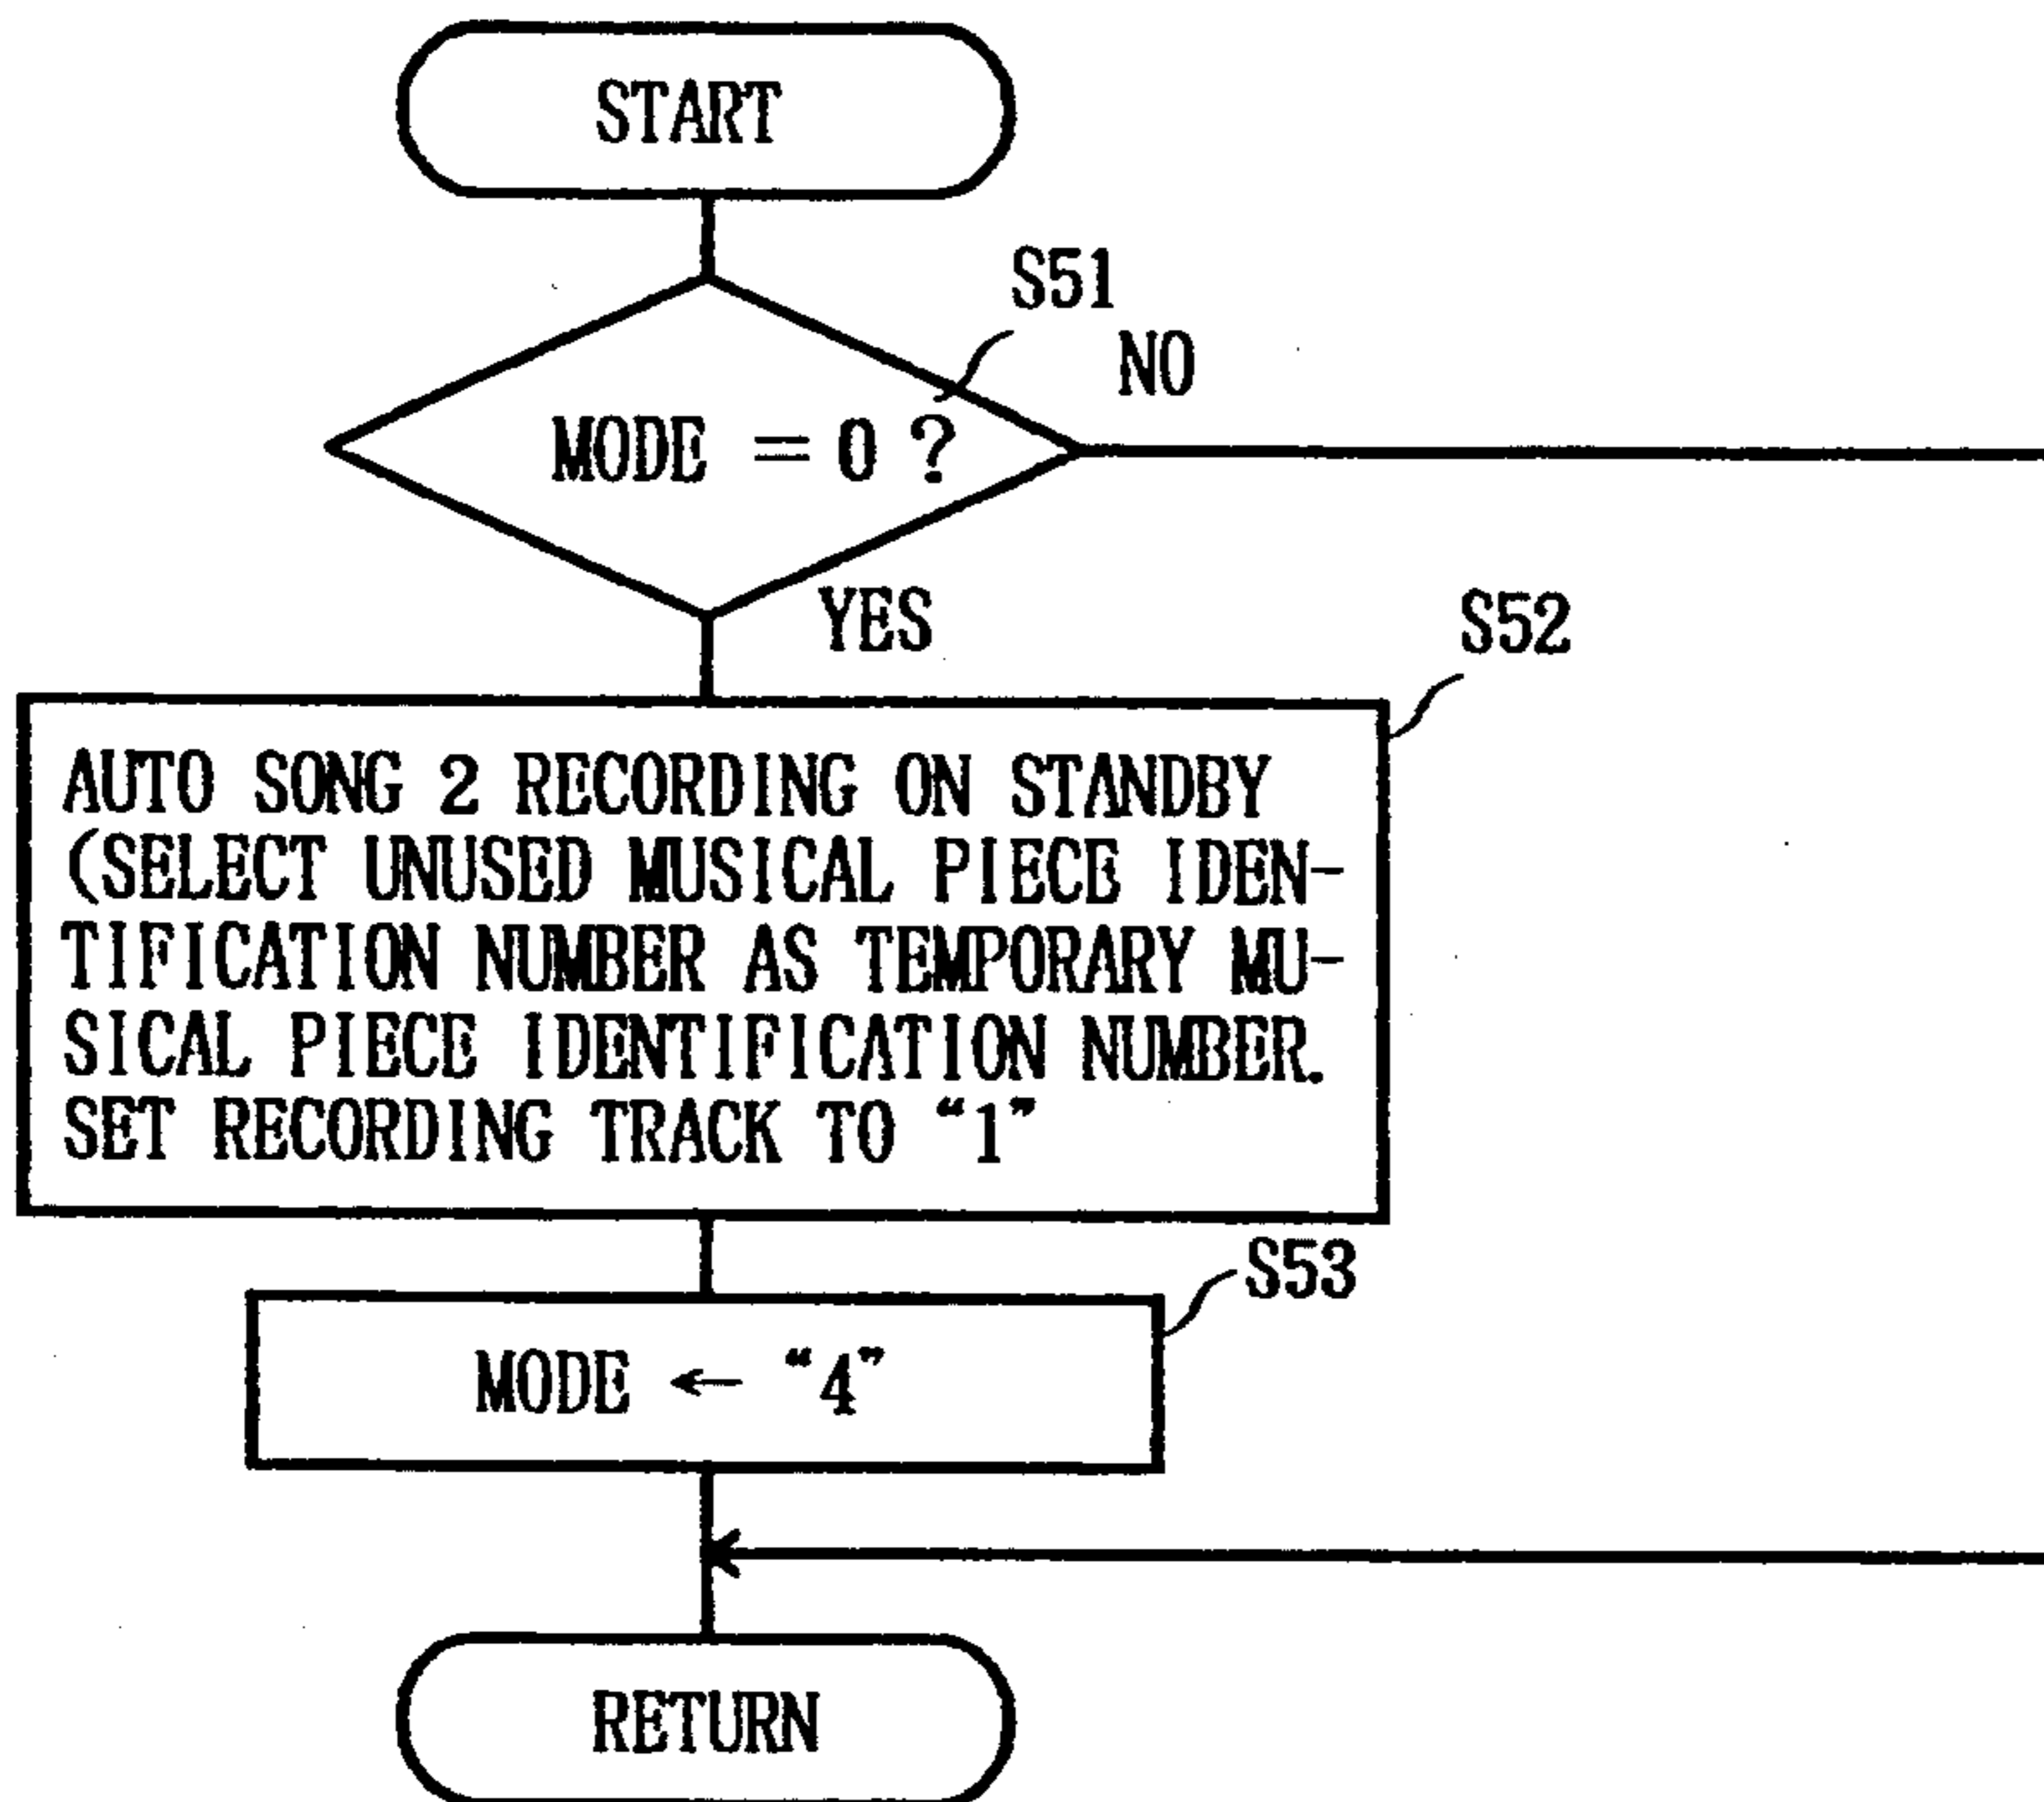 START
S51
NO
MODE = 0 ?
YES
S52
AUTO SONG 2 RECORDING ON STANDBY
(SELECT UNUSED MUSICAL PIECE IDEN-
TIFICATION NUMBER AS TEMPORARY MU-
SICAL PIECE IDENTIFICATION NUMBER.
SET RECORDING TRACK TO “1”
S53
MODE ← “4”
RETURN